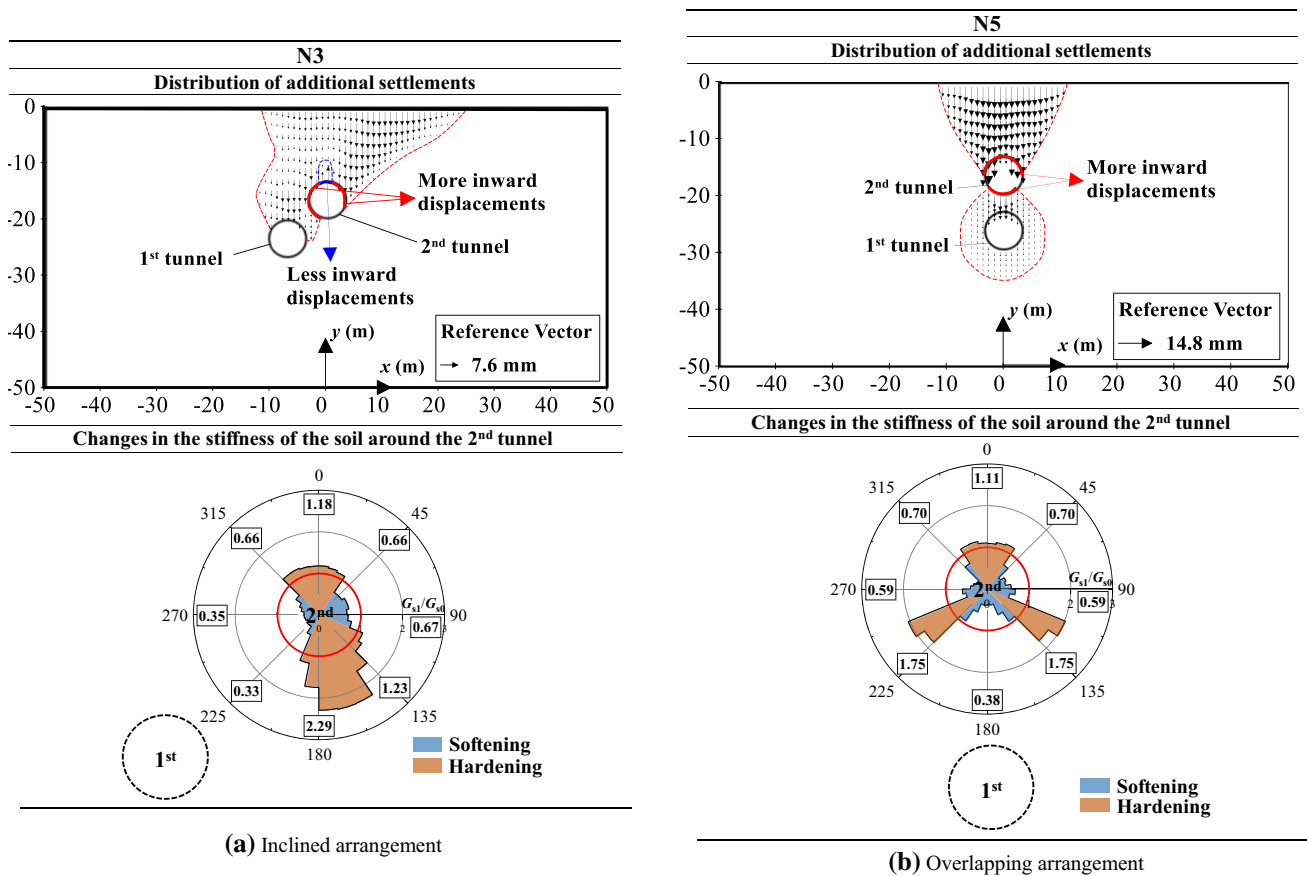 N3
Distribution of additional settlements
0
-10
-20
-30
-40
-50
-50 -40 -30 -20 -10 0 10 20 30 40 50
More inward
displacements
1st tunnel
2nd tunnel
Less inward
displacements
y (m)
x (m)
Reference Vector
7.6 mm
Changes in the stiffness of the soil around the 2nd tunnel
0
45
90
135
180
225
270
315
1.18
0.66
0.67
1.23
2.29
0.33
0.35
0.66
Gs1/Gs0
2nd
0
2
3
1st
Softening
Hardening
(a) Inclined arrangement
N5
Distribution of additional settlements
0
-10
-20
-30
-40
-50
-50 -40 -30 -20 -10 0 10 20 30 40 50
More inward
displacements
2nd tunnel
1st tunnel
y (m)
x (m)
Reference Vector
14.8 mm
Changes in the stiffness of the soil around the 2nd tunnel
0
45
90
135
180
225
270
315
1.11
0.70
0.59
1.75
0.38
1.75
0.59
0.70
Gs1/Gs0
2nd
0
1
2
3
1st
Softening
Hardening
(b) Overlapping arrangement